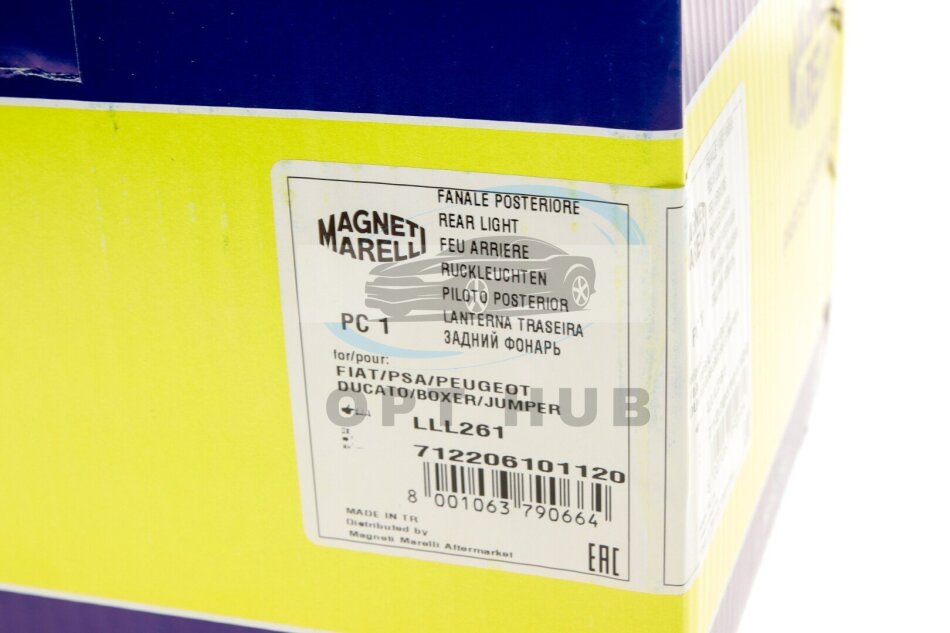 MAGNETI
MARELLI
FANALE POSTERIORE
REAR LIGHT
FEU ARRIERE
RUCKLEUCHTEN
PILOTO POSTERIOR
LANTERNA TRASEIRA
ЗАДНИЙ ФОНАРЬ
PC 1
for/pour:
FIAT/PSA/PEUGEOT
DUCATO/BOXER/JUMPER
OPT HUB
LLL261
712206101120
8 001063 790664
MADE IN TR
Distributed by
Magneti Marelli Aftermarket
EAC